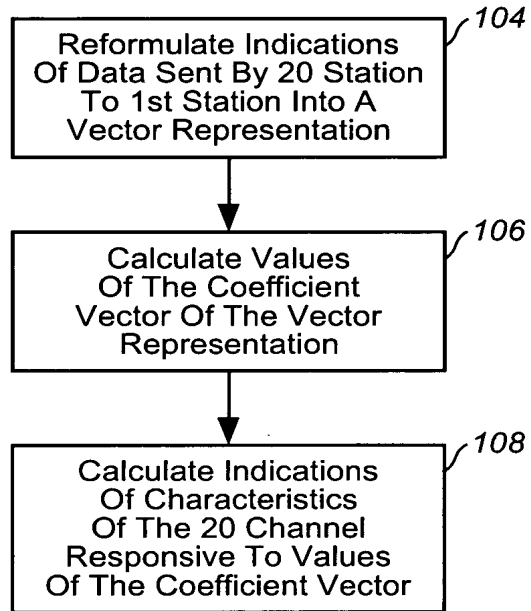 104
Reformulate Indications
Of Data Sent By 20 Station
To 1st Station Into A
Vector Representation
106
Calculate Values
Of The Coefficient
Vector Of The Vector
Representation
108
Calculate Indications
Of Characteristics
Of The 20 Channel
Responsive To Values
Of The Coefficient Vector